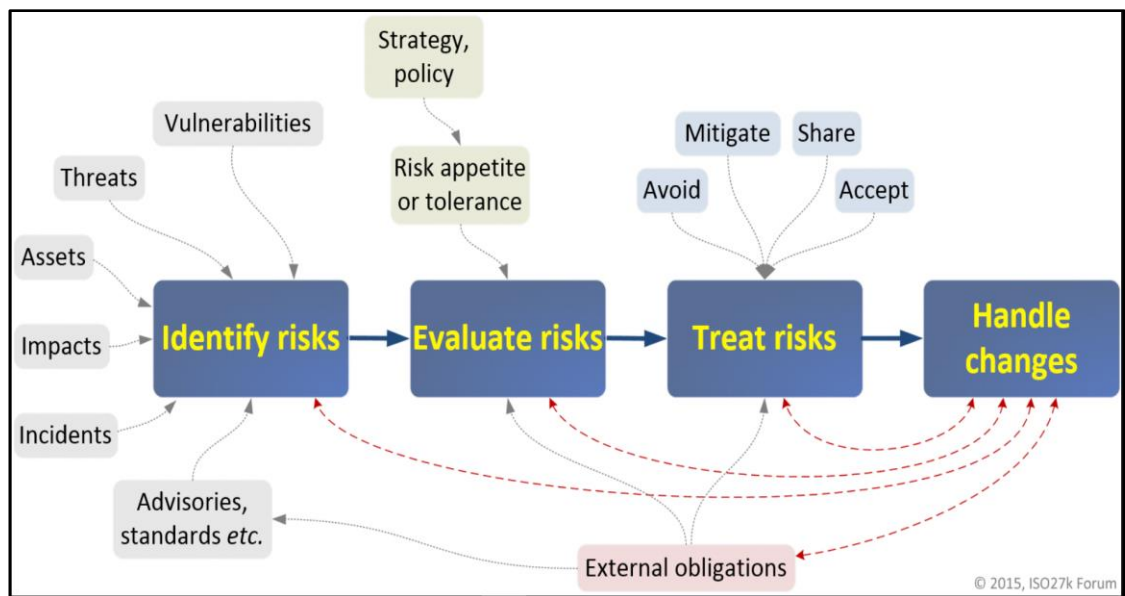 Strategy,
policy
Vulnerabilities
Mitigate
Share
Threats
Risk appetite
or tolerance
Avoid
Accept
Assets
Impacts
Incidents
Identify risks
Evaluate risks
Treat risks
Handle
changes
Advisories,
standards etc.
External obligations
© 2015, ISO27k Forum